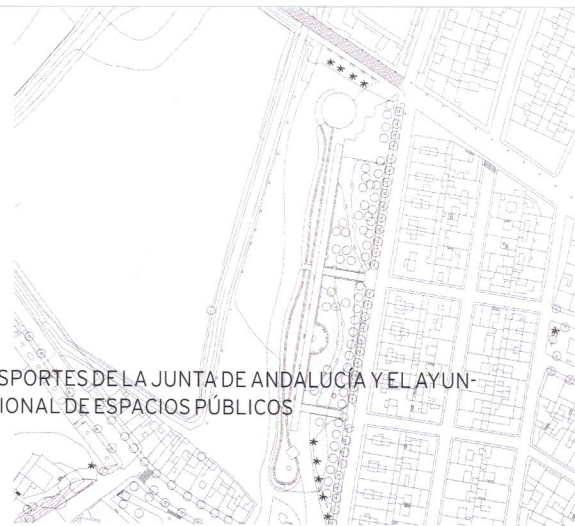 SPORTES DE LA JUNTA DE ANDALUCÍA Y EL AYUN-
IONAL DE ESPACIOS PÚBLICOS